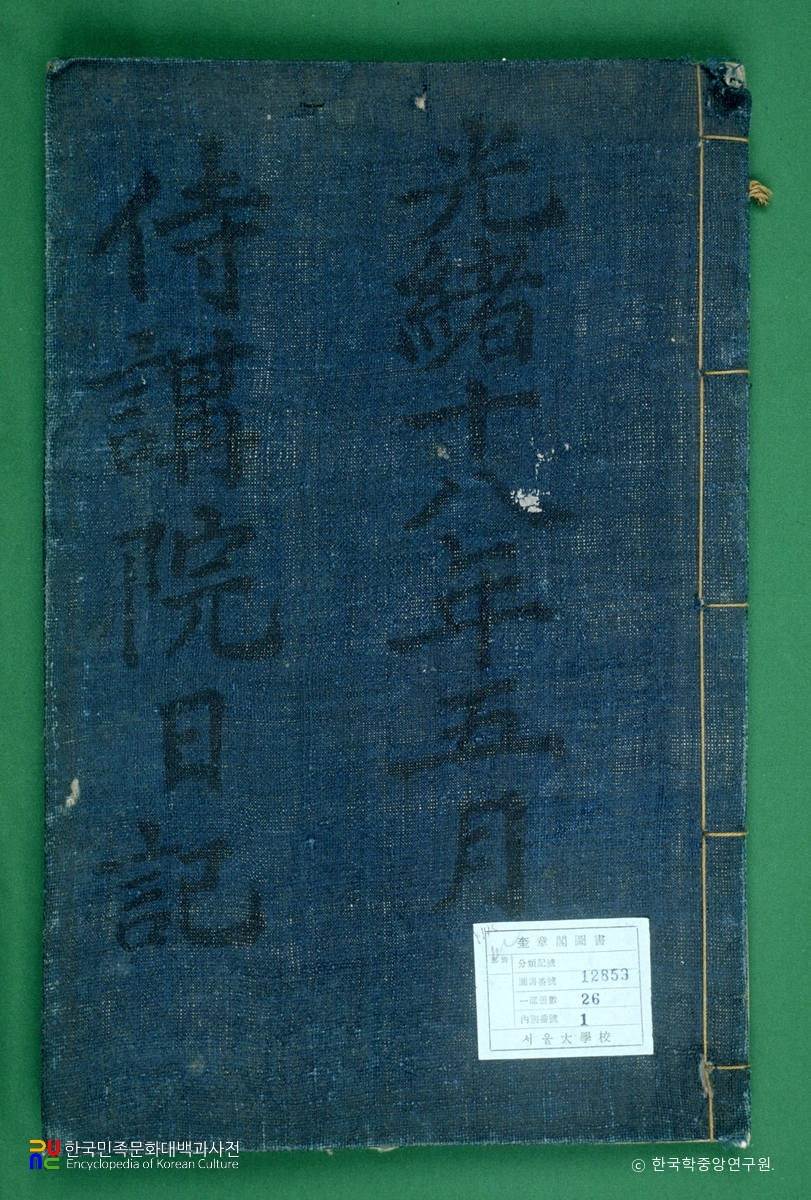 光緖十八年五月
侍講院日記
奎章閣圖書
分類記號
圖書番號 12853
一部冊數 26
內別番號 1
서울大學校
한국민족문화대백과사전
Encyclopedia of Korean Culture
ⓒ 한국학중앙연구원.